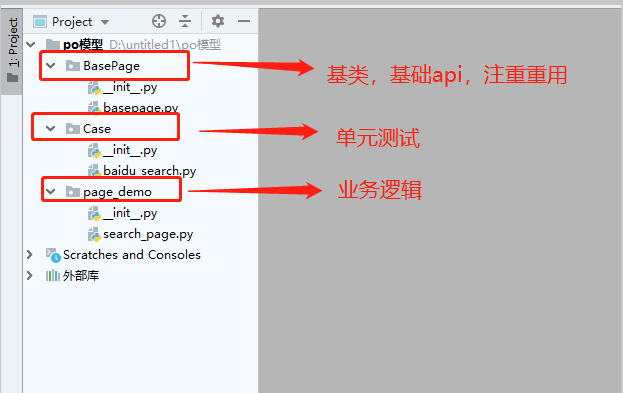 1: Project
Project
po模型 D:\untitled1\po模型
BasePage
基类，基础api，注重重用
__init__.py
basepage.py
Case
单元测试
__init__.py
baidu_search.py
page_demo
业务逻辑
__init__.py
search_page.py
Scratches and Consoles
外部库